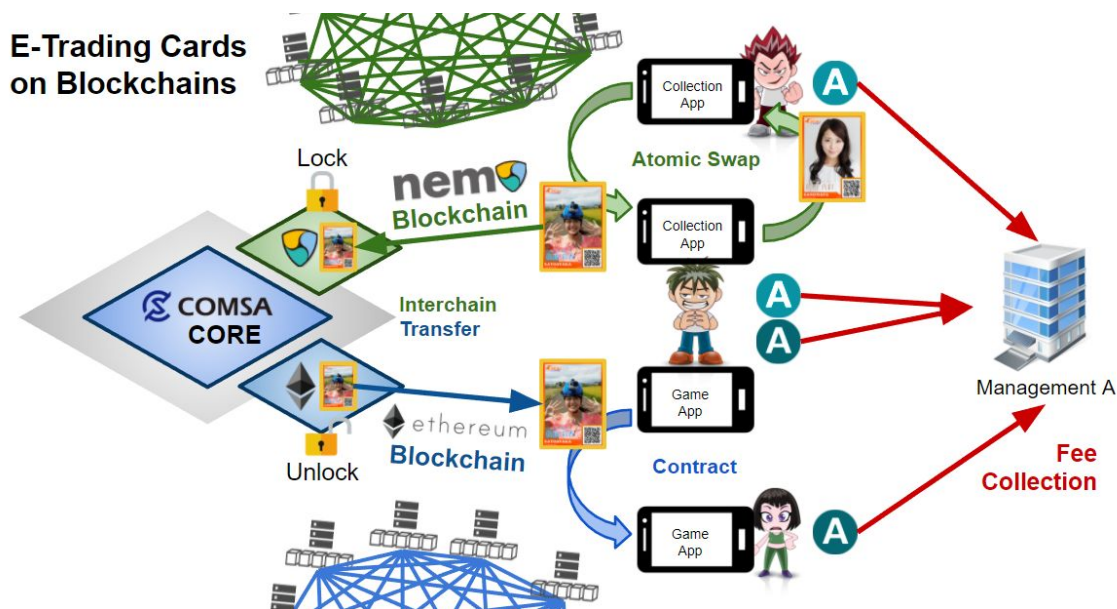 E-Trading Cards
on Blockchains
Lock
nem
Blockchain
Collection
App
A
Atomic Swap
Collection
App
COMSA
CORE
Interchain
Transfer
A
A
Management A
ethereum
Blockchain
Unlock
Game
App
Contract
Fee
Collection
Game
App
A